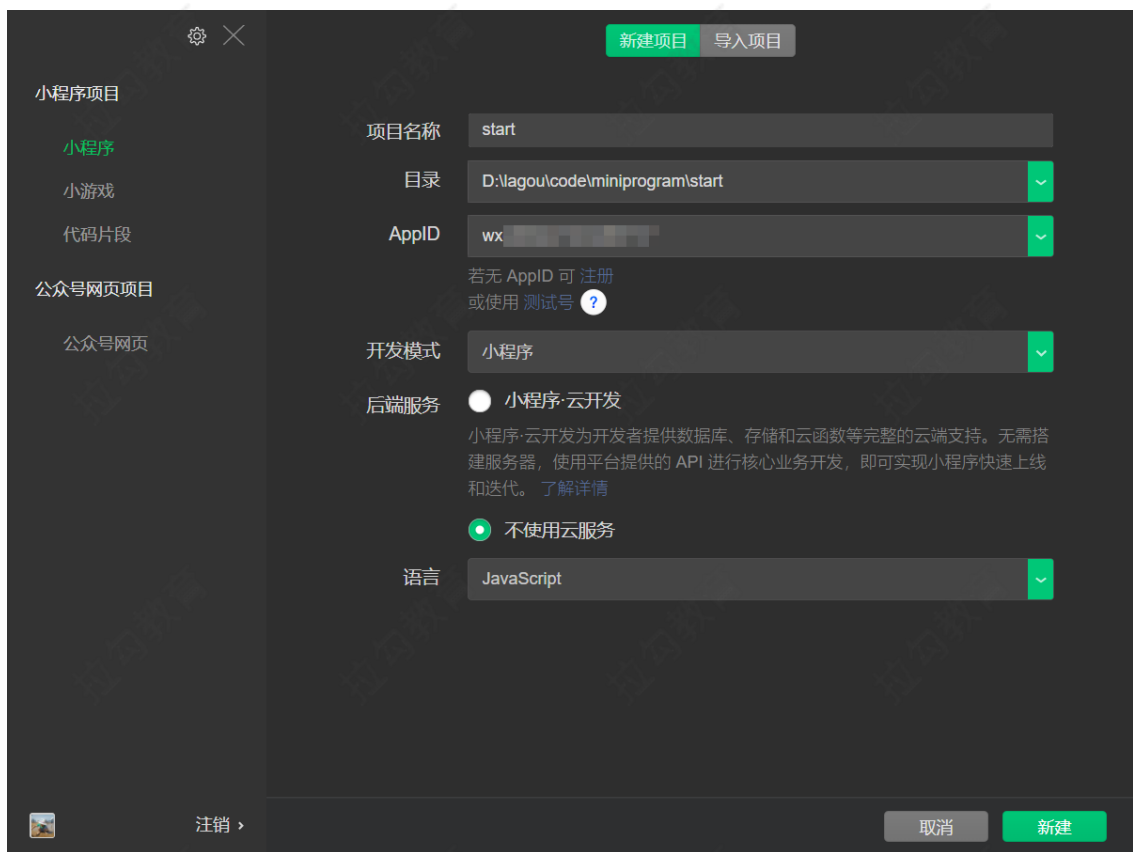 新建项目 导入项目
小程序项目
小程序
小游戏
代码片段
公众号网页项目
公众号网页
项目名称 start
目录 D:\lagou\code\miniprogram\start
AppID wx
若无 AppID 可 注册
或使用 测试号 ?
开发模式 小程序
后端服务 小程序·云开发
小程序·云开发为开发者提供数据库、存储和云函数等完整的云端支持。无需搭
建服务器，使用平台提供的 API 进行核心业务开发，即可实现小程序快速上线
和迭代。 了解详情
不使用云服务
语言 JavaScript
注销 ›
取消 新建
拉勾教育